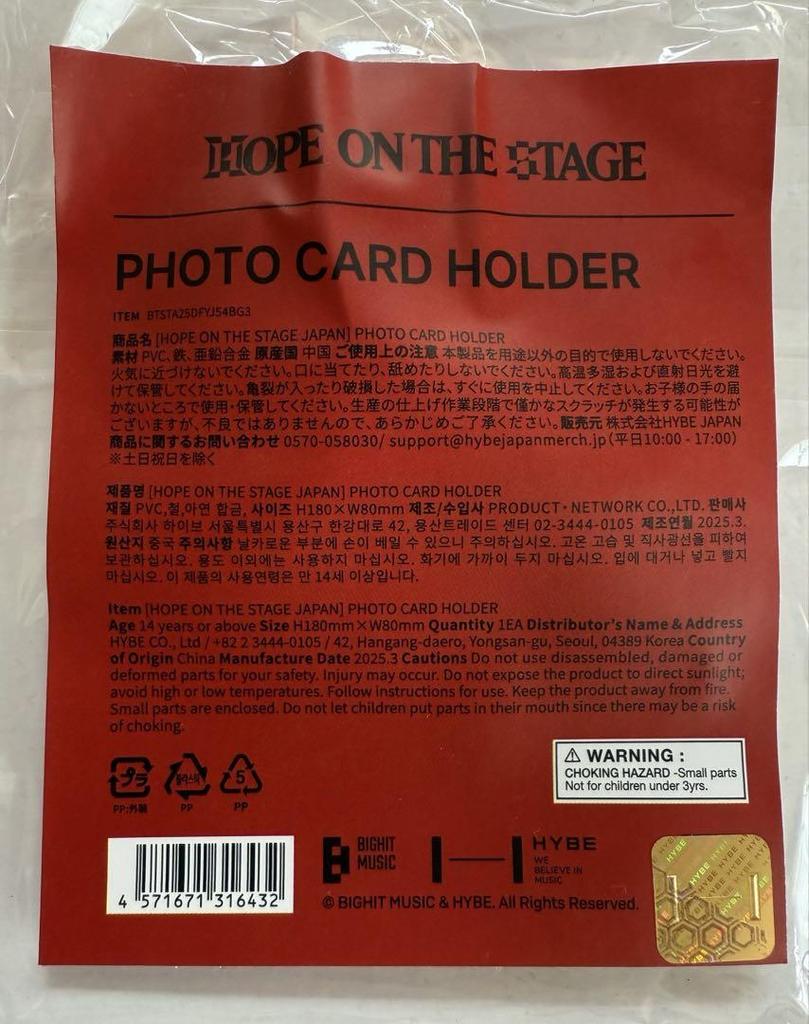 HOPE ON THE STAGE
PHOTO CARD HOLDER
ITEM BTSTA25DFYJ54BG3
商品名 [HOPE ON THE STAGE JAPAN] PHOTO CARD HOLDER
素材 PVC、鉄、亜鉛合金 原産国 中国 ご使用上の注意 本製品を用途以外の目的で使用しないでください。
火気に近づけないでください。口に当てたり、舐めたりしないでください。高温多湿および直射日光を避
けて保管してください。亀裂が入ったり破損した場合は、すぐに使用を中止してください。お子様の手の届
かないところで使用・保管してください。生産の仕上げ作業段階で僅かなスクラッチが発生する可能性が
ございますが、不良ではありませんので、あらかじめご了承ください。販売元 株式会社HYBE JAPAN
商品に関するお問い合わせ 0570-058030/ support@hybejapanmerch.jp (平日10:00 - 17:00)
※土日祝日を除く
제품명 [HOPE ON THE STAGE JAPAN] PHOTO CARD HOLDER
재질 PVC,철,아연 합금, 사이즈 H180×W80mm 제조/수입사 PRODUCT・NETWORK CO.,LTD. 판매사
주식회사 하이브 서울특별시 용산구 한강대로 42, 용산트레이드 센터 02-3444-0105 제조연월 2025.3.
원산지 중국 주의사항 날카로운 부분에 손이 베일 수 있으니 주의하십시오. 고온 고습 및 직사광선을 피하여
보관하십시오. 용도 이외에는 사용하지 마십시오. 화기에 가까이 두지 마십시오. 입에 대거나 넣고 빨지
마십시오. 이 제품의 사용연령은 만 14세 이상입니다.
Item [HOPE ON THE STAGE JAPAN] PHOTO CARD HOLDER
Age 14 years or above Size H180mm×W80mm Quantity 1EA Distributor's Name & Address
HYBE CO., Ltd / +82 2 3444-0105 / 42, Hangang-daero, Yongsan-gu, Seoul, 04389 Korea Country
of Origin China Manufacture Date 2025.3 Cautions Do not use disassembled, damaged or
deformed parts for your safety. Injury may occur. Do not expose the product to direct sunlight;
avoid high or low temperatures. Follow instructions for use. Keep the product away from fire.
Small parts are enclosed. Do not let children put parts in their mouth since there may be a risk
of choking.
WARNING :
CHOKING HAZARD -Small parts
Not for children under 3yrs.
プラ 플라스틱 5
PP:外装 PP PP
4 571671 316432
BIGHIT
MUSIC
HYBE
WE
BELIEVE IN
MUSIC
© BIGHIT MUSIC & HYBE. All Rights Reserved.
HYBE HYBE HYBE